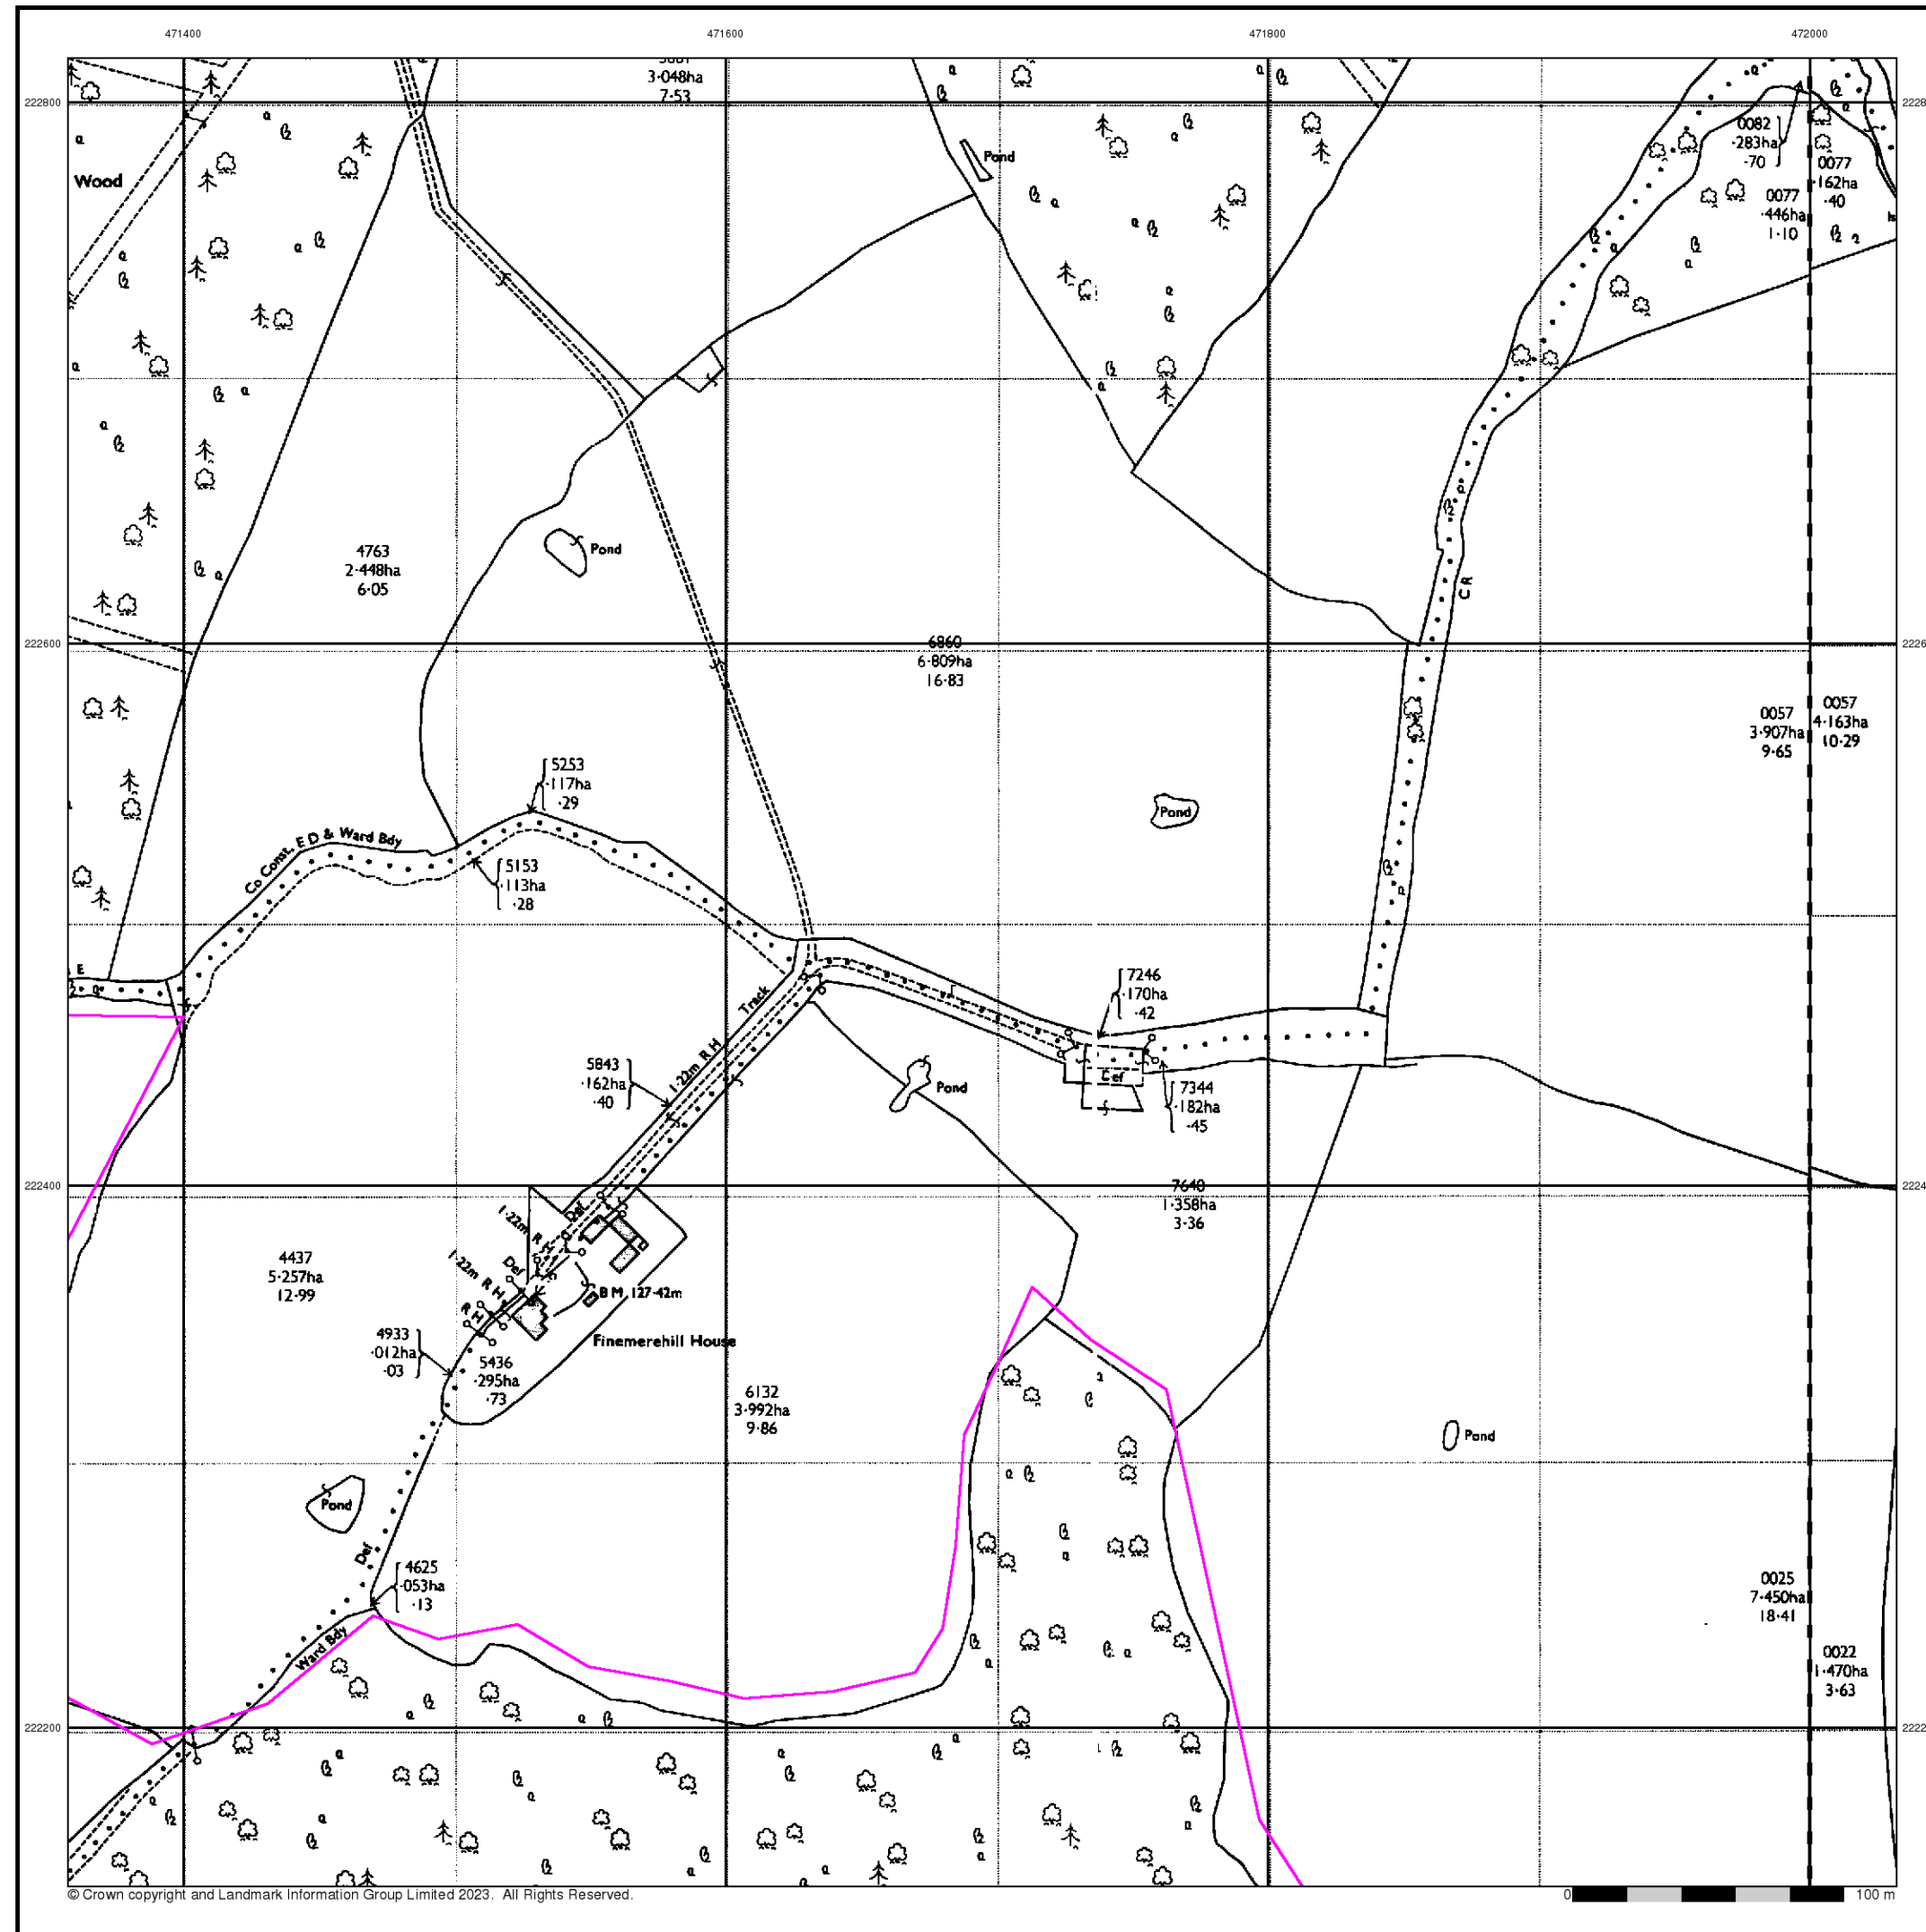 471400
471600
471800
472000
3·048ha
7·53
222800
2228
0082
·283ha
·70
0077
·162ha
·40
0077
·446ha
1·10
Wood
Pond
4763
2·448ha
6·05
Pond
C R
222600
2226
6860
6·809ha
16·83
0057
3·907ha
9·65
0057
4·163ha
10·29
5253
·117ha
·29
Pond
Co Const, E D & Ward Bdy
5153
·113ha
·28
E
Track
7246
·170ha
·42
1·22m R H
5843
·162ha
·40
Pond
Def
7344
·182ha
·45
222400
2224
7640
1·358ha
3·36
Def
1·22m R H
4437
5·257ha
12·99
Def
1·22m R H
B M 127·42m
R H
Finemerehill House
4933
·012ha
·03
5436
·295ha
·73
6132
3·992ha
9·86
Pond
Pond
Def
4625
·053ha
·13
0025
7·450ha
18·41
Ward Bdy
0022
1·470ha
3·63
222200
2222
© Crown copyright and Landmark Information Group Limited 2023. All Rights Reserved.
0 100 m